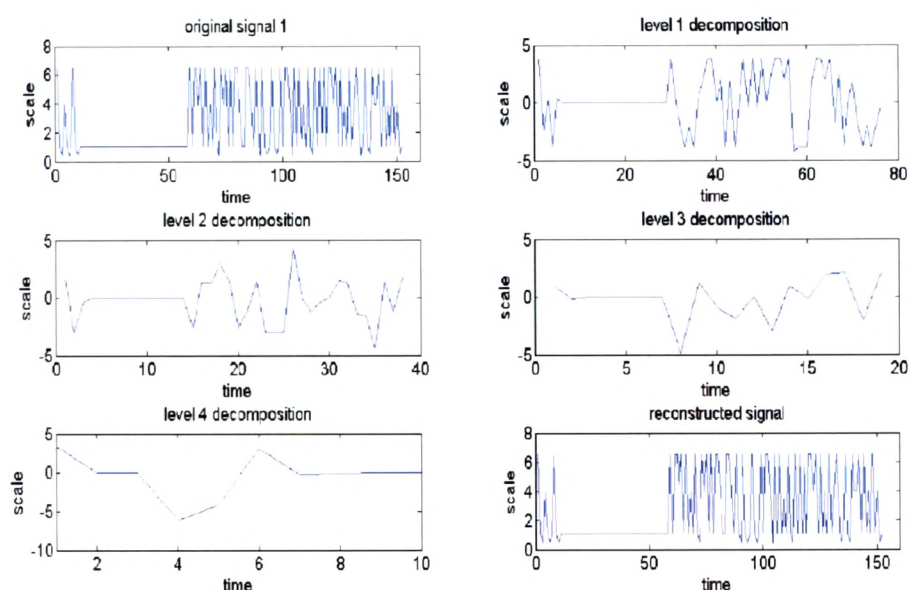 original signal 1
8
6
4
2
0
scale
0 50 100 150
time
level 1 decomposition
5
0
-5
scale
0 20 40 60 80
time
level 2 decomposition
5
0
-5
scale
0 10 20 30 40
time
level 3 decomposition
5
0
-5
scale
0 5 10 15 20
time
level 4 decomposition
5
0
-5
-10
scale
2 4 6 8 10
time
reconstructed signal
8
6
4
2
0
scale
0 50 100 150
time